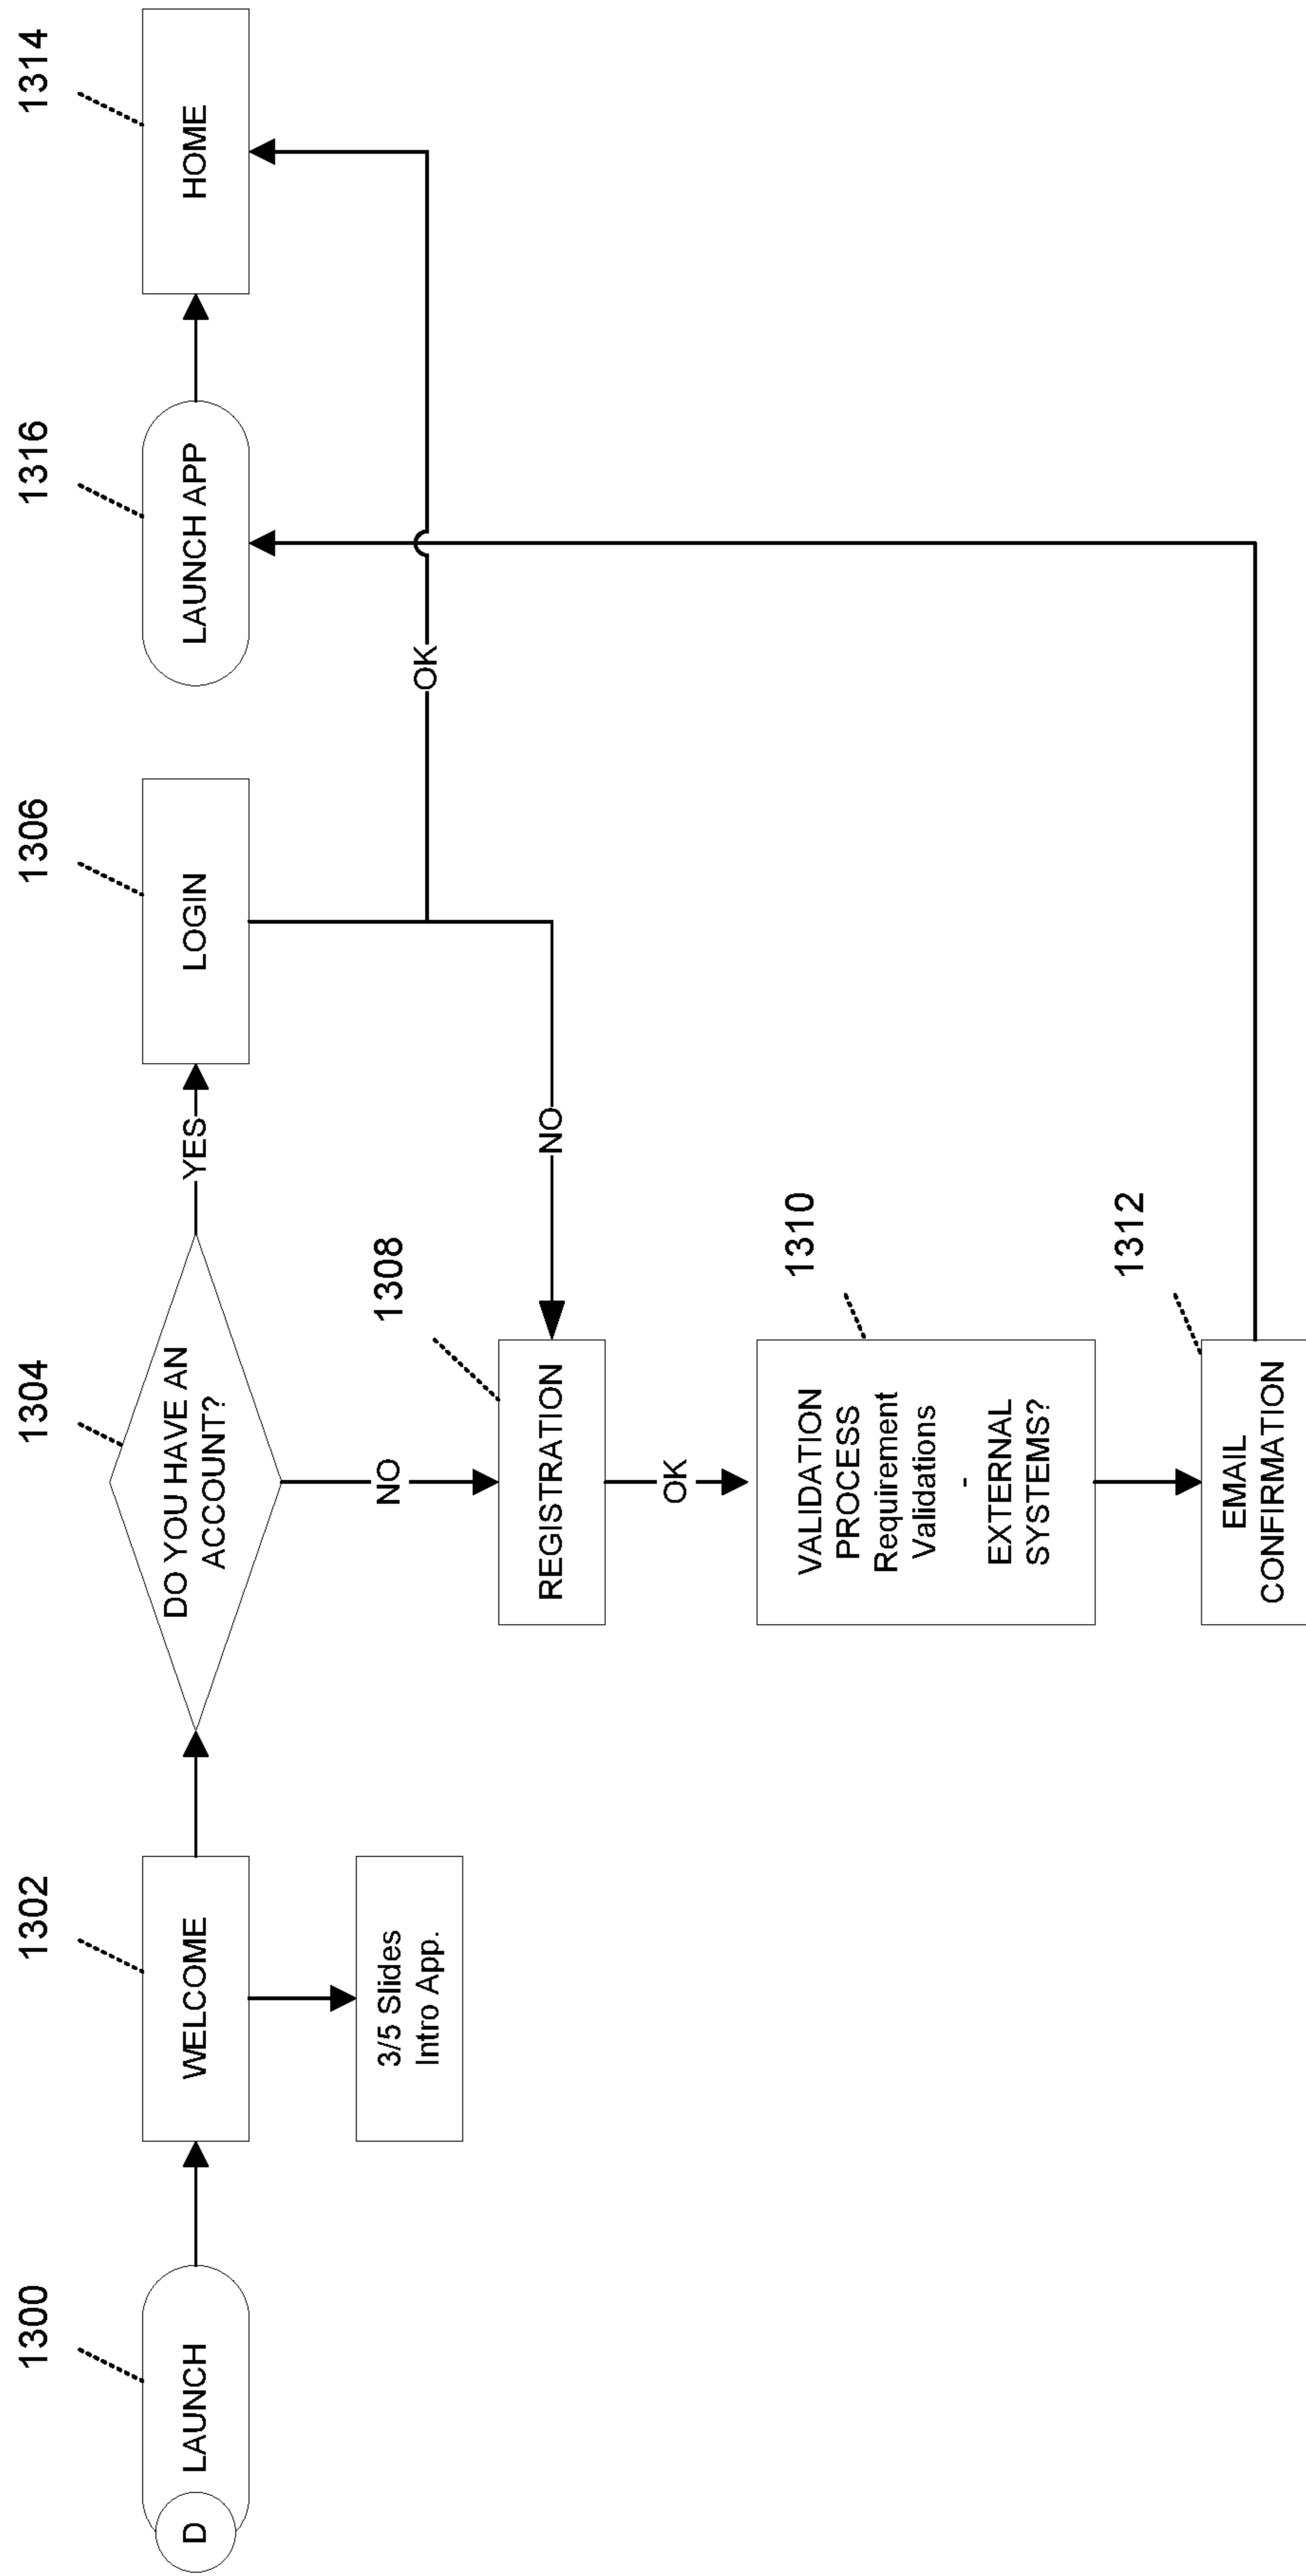 1300
1302
1304
1306
1316
1314
D
LAUNCH
WELCOME
DO YOU HAVE AN
ACCOUNT?
YES
LOGIN
LAUNCH APP
HOME
3/5 Slides
Intro App.
NO
1308
OK
REGISTRATION
NO
OK
1310
VALIDATION
PROCESS
Requirement
Validations
-
EXTERNAL
SYSTEMS?
1312
EMAIL
CONFIRMATION